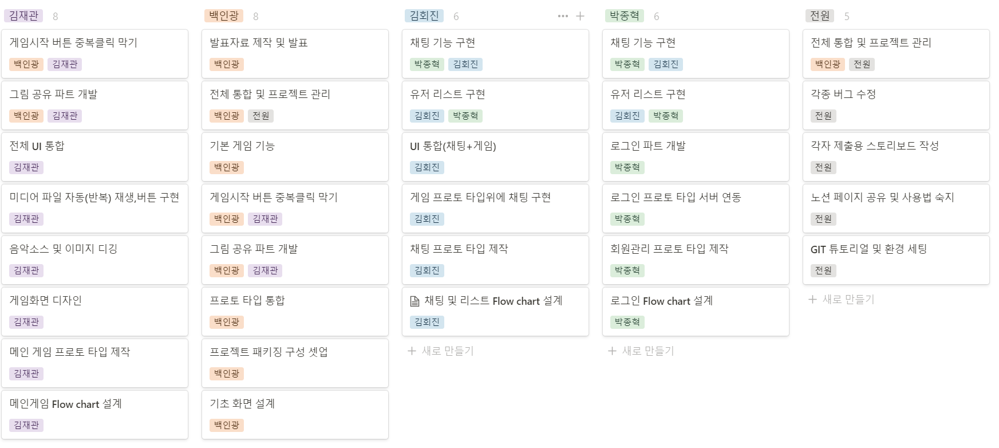 김재관 8
게임시작 버튼 중복클릭 막기
백인광 김재관
그림 공유 파트 개발
백인광 김재관
전체 UI 통합
김재관
미디어 파일 자동(반복) 재생,버튼 구현
김재관
음악소스 및 이미지 디깅
김재관
게임화면 디자인
김재관
메인 게임 프로토 타입 제작
김재관
메인게임 Flow chart 설계
김재관
백인광 8
발표자료 제작 및 발표
백인광
전체 통합 및 프로젝트 관리
백인광 전원
기본 게임 기능
백인광
게임시작 버튼 중복클릭 막기
백인광 김재관
그림 공유 파트 개발
백인광 김재관
프로토 타입 통합
백인광
프로젝트 패키징 구성 셋업
백인광
기초 화면 설계
백인광
김회진 6
채팅 기능 구현
박종혁 김회진
유저 리스트 구현
김회진 박종혁
UI 통합(채팅+게임)
김회진
게임 프로토 타입위에 채팅 구현
김회진
채팅 프로토 타입 제작
김회진
채팅 및 리스트 Flow chart 설계
김회진
새로 만들기
박종혁 6
채팅 기능 구현
박종혁 김회진
유저 리스트 구현
김회진 박종혁
로그인 파트 개발
박종혁
로그인 프로토 타입 서버 연동
박종혁
회원관리 프로토 타입 제작
박종혁
로그인 Flow chart 설계
박종혁
새로 만들기
전원 5
전체 통합 및 프로젝트 관리
백인광 전원
각종 버그 수정
전원
각자 제출용 스토리보드 작성
전원
노션 페이지 공유 및 사용법 숙지
전원
GIT 튜토리얼 및 환경 세팅
전원
새로 만들기